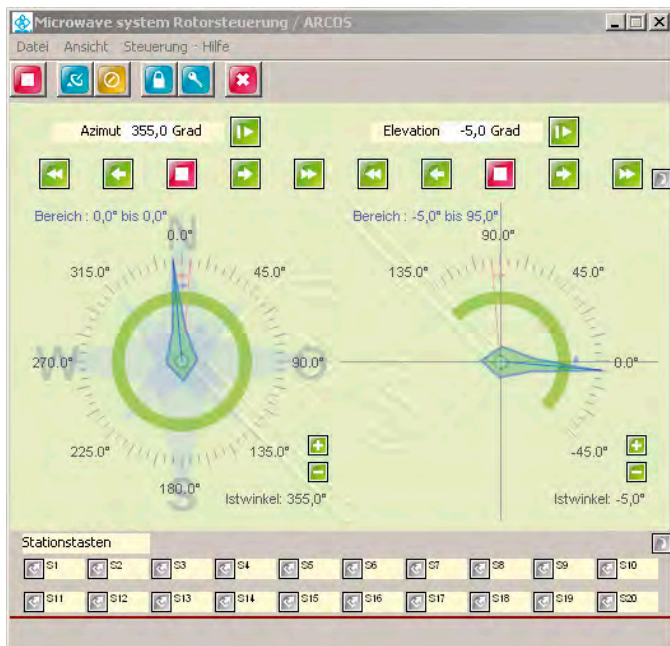 Microwave system Rotorsteuerung / ARCOS
Datei Ansicht Steuerung - Hilfe
Azimut 355,0 Grad
Elevation -5,0 Grad
Bereich : 0,0° bis 0,0°
Bereich : -5,0° bis 95,0°
N
0.0°
90.0°
315.0°
45.0°
135.0°
45.0°
W
270.0°
90.0°
O
0.0°
225.0°
135.0°
-45.0°
180.0°
S
Istwinkel: 355,0°
Istwinkel: -5,0°
Stationstasten
S1 S2 S3 S4 S5 S6 S7 S8 S9 S10
S11 S12 S13 S14 S15 S16 S17 S18 S19 S20